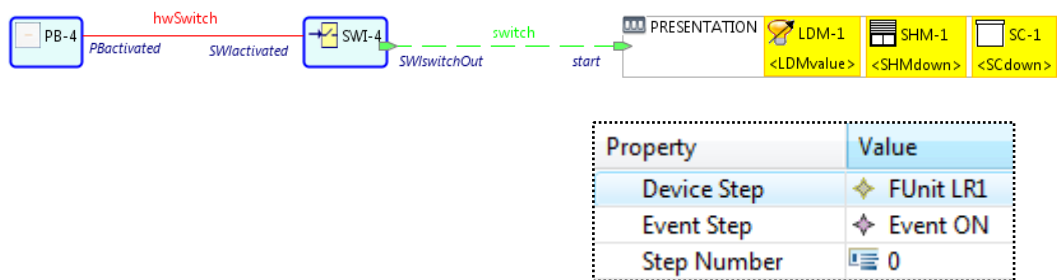 hwSwitch
PB-4
PBactivated
SWIactivated
SWI-4
SWIswitchOut
switch
start
PRESENTATION
LDM-1
<LDMvalue>
SHM-1
<SHMdown>
SC-1
<SCdown>
Property Value
Device Step FUnit LR1
Event Step Event ON
Step Number 0